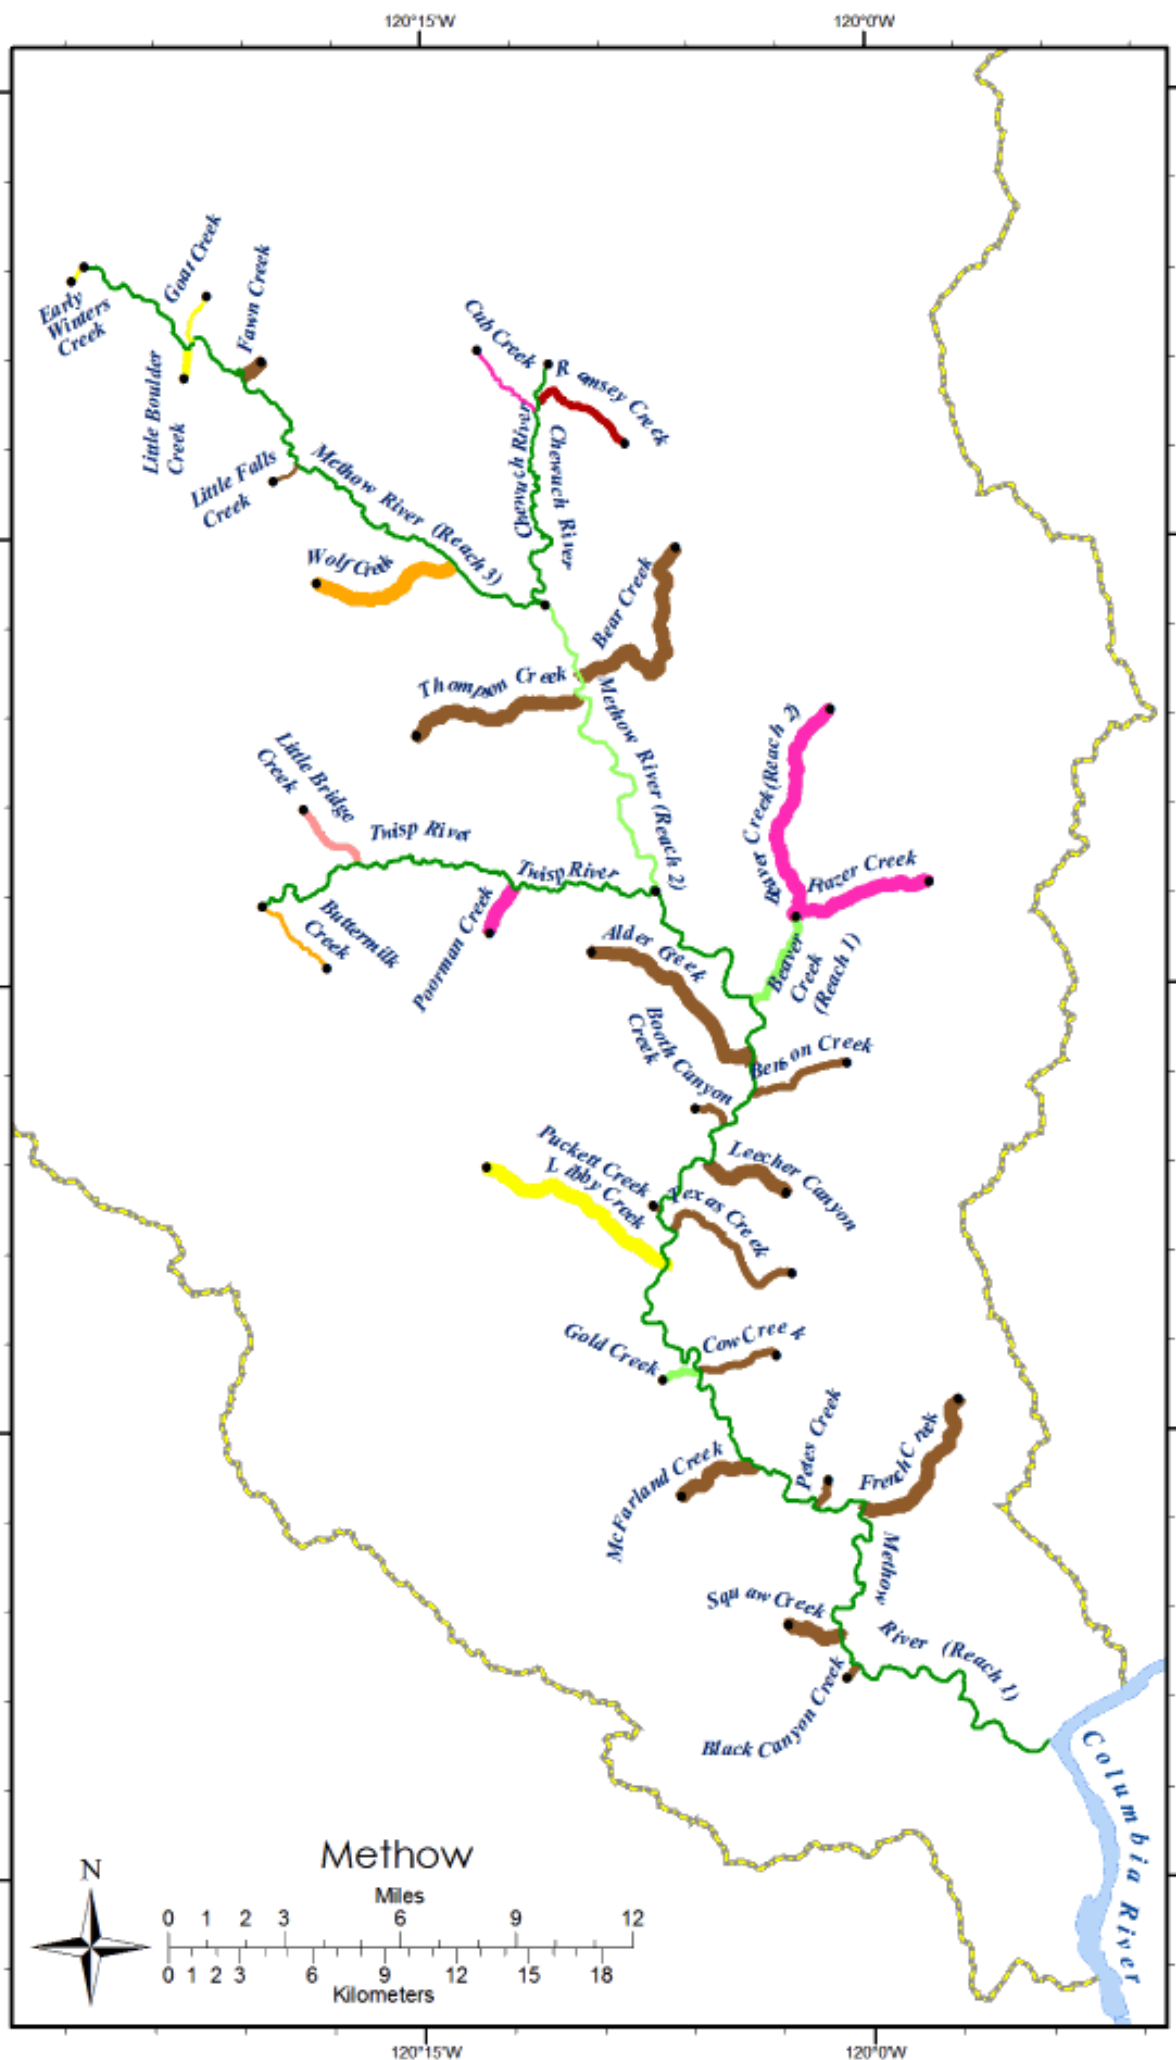 120°15'W
120°0'W
Goat Creek
Fawn Creek
Early
Winters
Creek
Cub Creek
Ramsey Creek
Little Boulder
Creek
Chewuch River
Chewuch River
Little Falls
Creek
Methow River (Reach 3)
Wolf Creek
Bear Creek
Thompson Creek
Methow River (Reach 2)
Beaver Creek (Reach 2)
Little Bridge
Creek
Twisp River
Twisp River
Frazer Creek
Buttermilk
Creek
Poorman Creek
Alder Creek
Beaver
Creek
(Reach 1)
Booth Canyon
Creek
Benson Creek
Puckett Creek
Libby Creek
Leecher Canyon
Texas Creek
Gold Creek
Cow Creek
McFarland Creek
Petes Creek
French Creek
Methow
River (Reach 1)
Squaw Creek
Black Canyon Creek
Columbia River
Methow
N
Miles
0 1 2 3 6 9 12
0 1 2 3 6 9 12 15 18
Kilometers
120°15'W
120°0'W